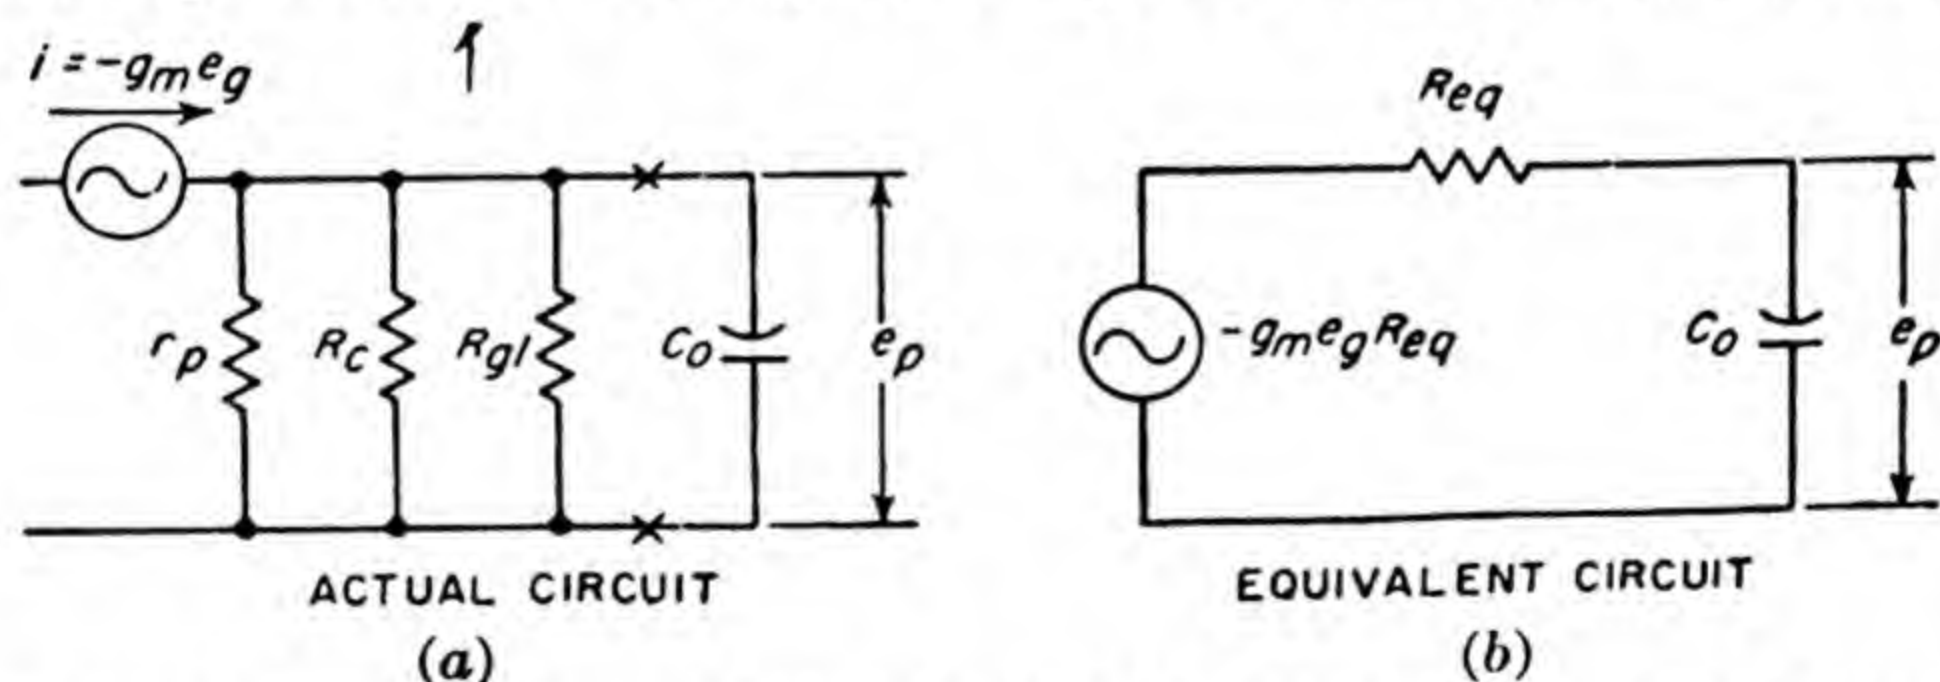 i = -gmeg
rp
Rc
Rgl
Co
ep
ACTUAL CIRCUIT
(a)
Req
-gmegReq
Co
ep
EQUIVALENT CIRCUIT
(b)